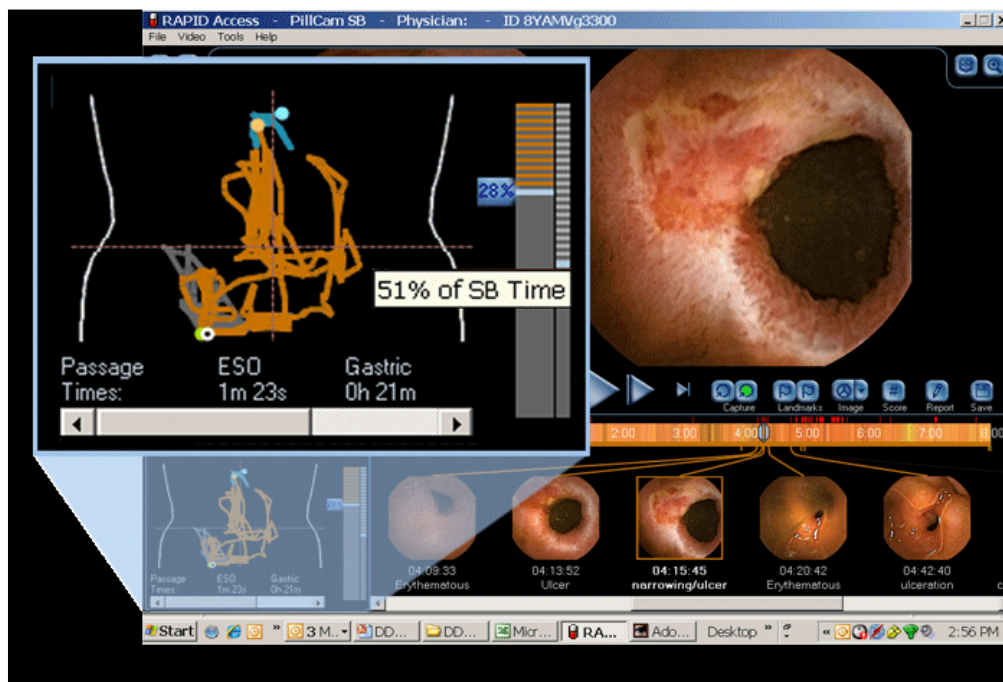 RAPID Access - PillCam SB - Physician: - ID 8YAMVg3300
File Video Tools Help
28%
51% of SB Time
Passage ESO Gastric
Times: 1m 23s 0h 21m
Capture Landmarks Image Score Report Save
2:00 3:00 4:00 5:00 6:00 7:00 8:00
Passage ESO Gastric
Times: 1m 23s 0h 21m
04:09:33 04:13:52 04:15:45 04:20:42 04:42:40
Erythematous Ulcer narrowing/ulcer Erythematous ulceration
Start » 3 M... DD... DD... Micr... RA... Ado... Desktop » « 2:56 PM